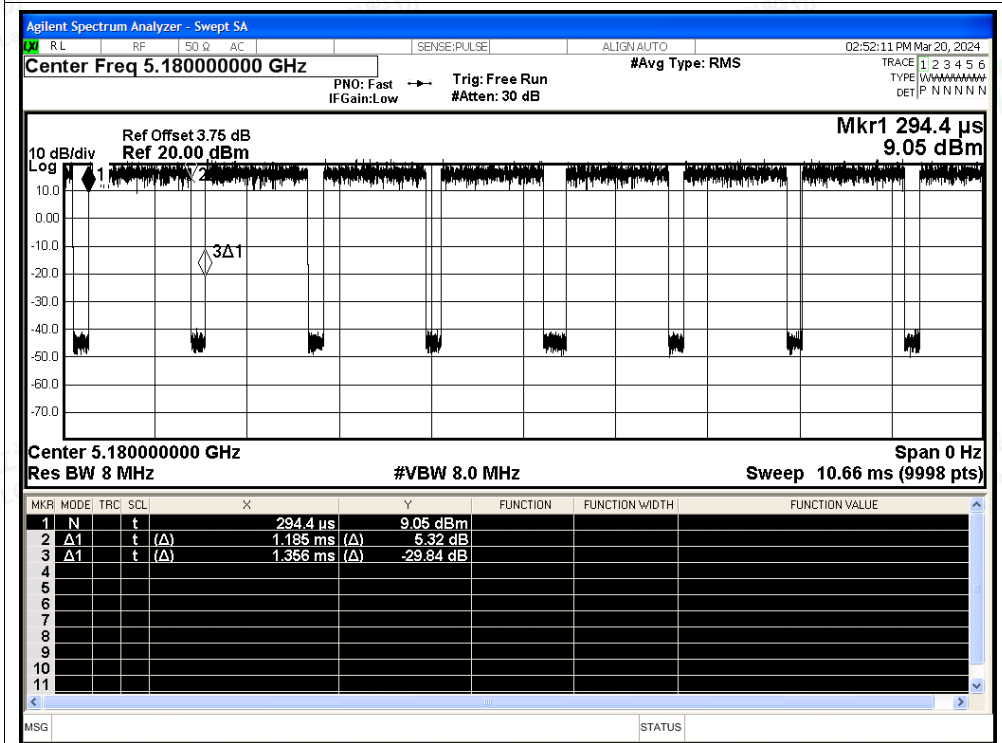 Agilent Spectrum Analyzer - Swept SA
LXI RL RF 50 Ω AC SENSE:PULSE ALIGN AUTO 02:52:11 PM Mar 20, 2024
Center Freq 5.180000000 GHz #Avg Type: RMS TRACE 1 2 3 4 5 6
PNO: Fast Trig: Free Run TYPE WWWWWW
IFGain:Low #Atten: 30 dB DET P N N N N N
Mkr1 294.4 µs
Ref Offset 3.75 dB
10 dB/div Ref 20.00 dBm 9.05 dBm
Log
1 2
10.0
0.00
-10.0
3Δ1
-20.0
-30.0
-40.0
-50.0
-60.0
-70.0
Center 5.180000000 GHz Span 0 Hz
Res BW 8 MHz #VBW 8.0 MHz Sweep 10.66 ms (9998 pts)
MKR MODE TRC SCL X Y FUNCTION FUNCTION WIDTH FUNCTION VALUE
1 N t 294.4 µs 9.05 dBm
2 Δ1 t (Δ) 1.185 ms (Δ) 5.32 dB
3 Δ1 t (Δ) 1.356 ms (Δ) -29.84 dB
4
5
6
7
8
9
10
11
MSG STATUS